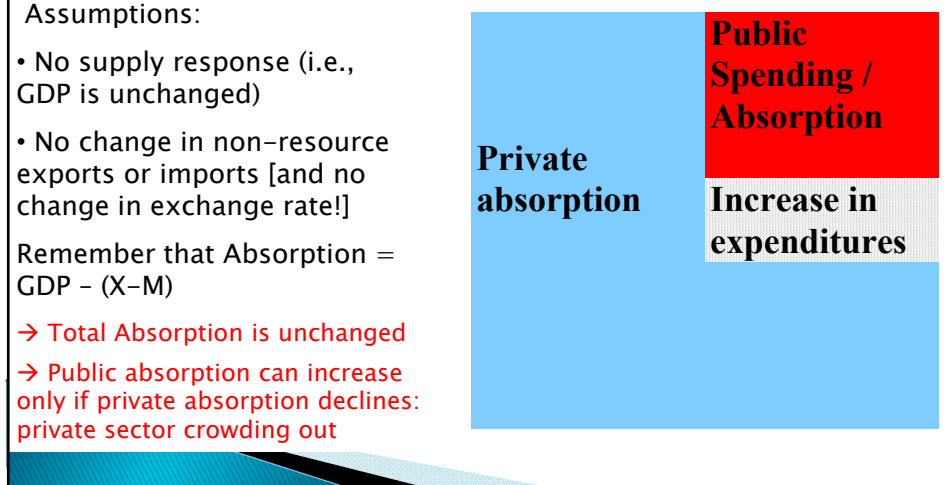 Assumptions:
• No supply response (i.e.,
GDP is unchanged)
• No change in non-resource
exports or imports [and no
change in exchange rate!]
Remember that Absorption =
GDP – (X-M)
→ Total Absorption is unchanged
→ Public absorption can increase
only if private absorption declines:
private sector crowding out
Private
absorption
Public
Spending /
Absorption
Increase in
expenditures